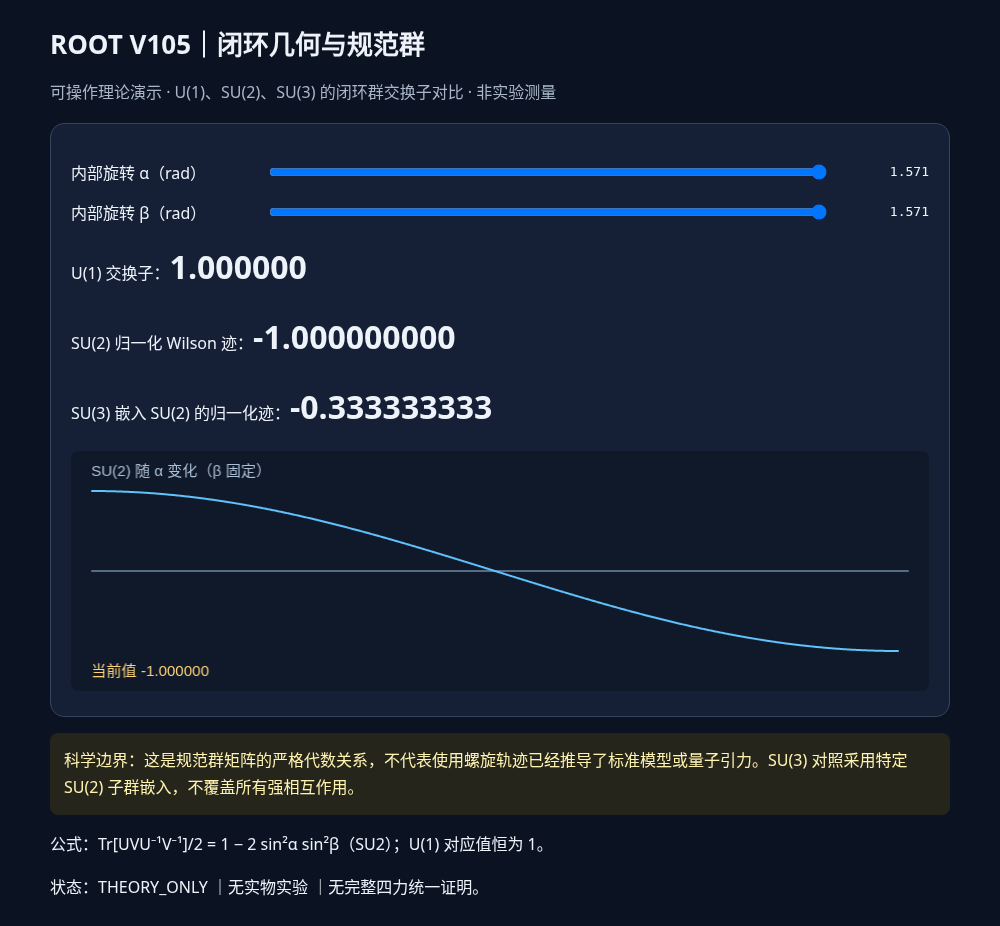 ROOT V105｜闭环几何与规范群
可操作理论演示 · U(1)、SU(2)、SU(3) 的闭环群交换子对比 · 非实验测量
内部旋转 α（rad） 1.571
内部旋转 β（rad） 1.571
U(1) 交换子：1.000000
SU(2) 归一化 Wilson 迹：-1.000000000
SU(3) 嵌入 SU(2) 的归一化迹：-0.333333333
SU(2) 随 α 变化（β 固定）
当前值 -1.000000
科学边界：这是规范群矩阵的严格代数关系，不代表使用螺旋轨迹已经推导了标准模型或量子引力。SU(3) 对照采用特定
SU(2) 子群嵌入，不覆盖所有强相互作用。
公式：Tr[UVU⁻¹V⁻¹]/2 = 1 − 2 sin²α sin²β（SU2）；U(1) 对应值恒为 1。
状态：THEORY_ONLY ｜无实物实验 ｜无完整四力统一证明。